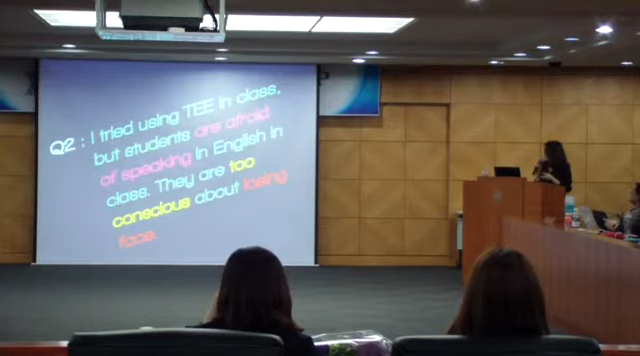 Q2 : I tried using TEE in class,
but students are afraid
of speaking in English in
class. They are too
conscious about losing
face.